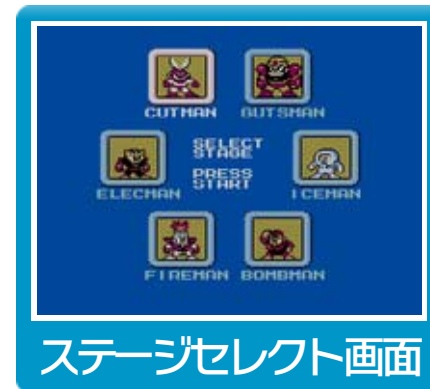 CUTMAN GUTSMAN
SELECT
STAGE
PRESS
START
ELECMAN ICEMAN
FIREMAN BOMBMAN
ステージセレクト画面